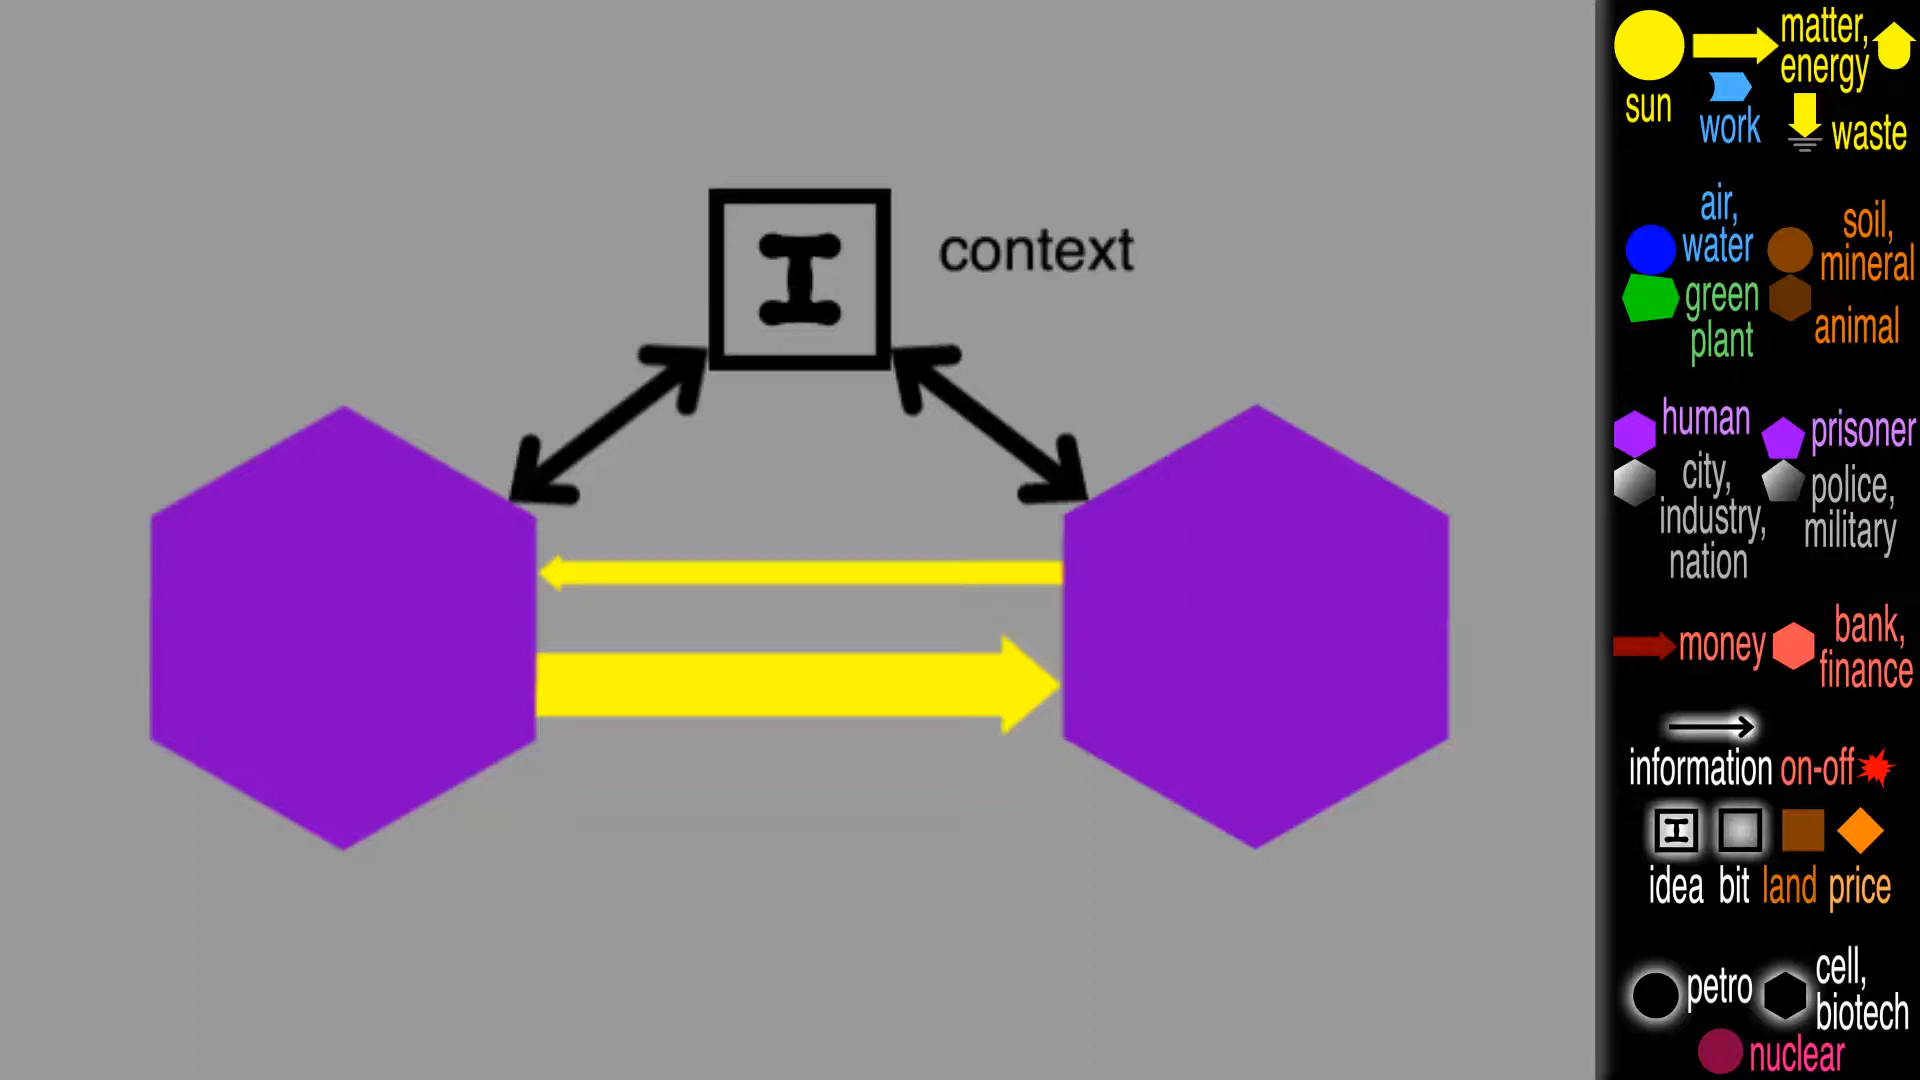 I
context
matter,
energy
sun
work
waste
air,
water
soil,
mineral
green
plant
animal
human
prisoner
city,
industry,
nation
police,
military
money
bank,
finance
information on-off
I
idea bit land price
petro
cell,
biotech
nuclear